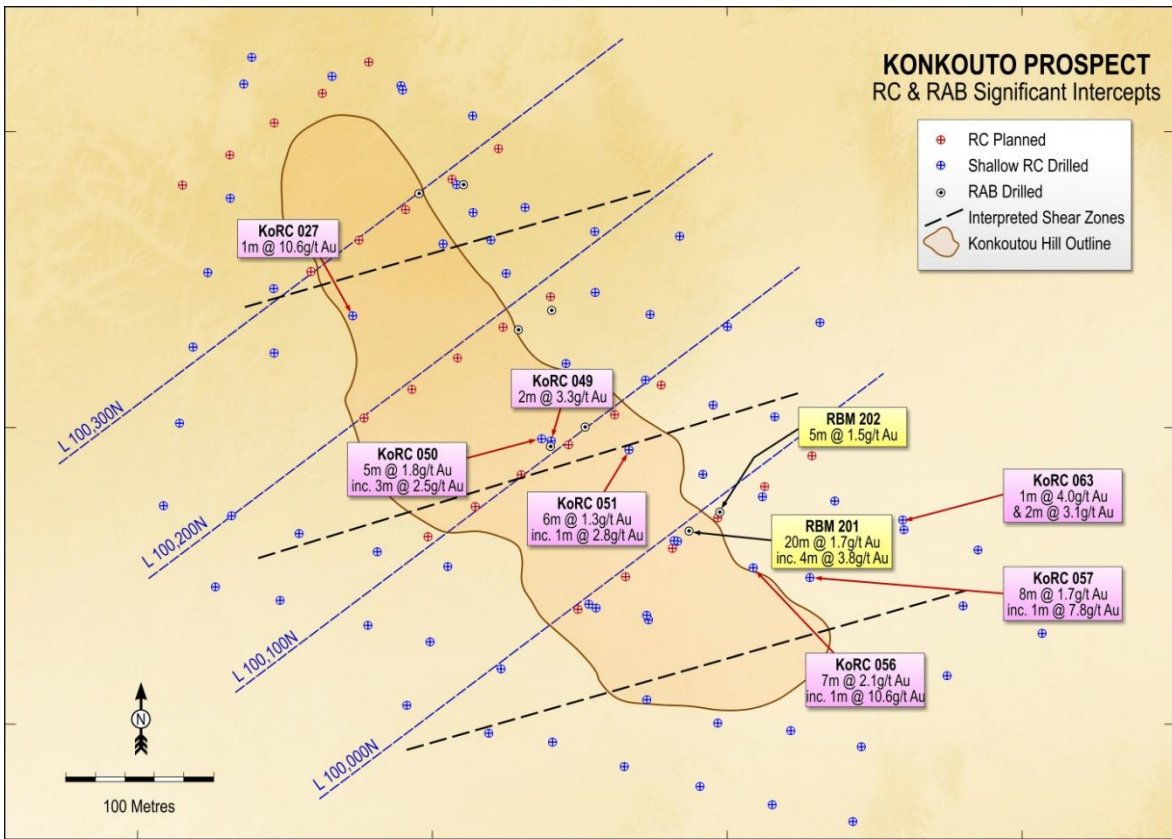 KONKOUTO PROSPECT
RC & RAB Significant Intercepts
RC Planned
Shallow RC Drilled
RAB Drilled
Interpreted Shear Zones
Konkoutou Hill Outline
KoRC 027
1m @ 10.6g/t Au
L 100,300N
KoRC 049
2m @ 3.3g/t Au
RBM 202
5m @ 1.5g/t Au
KoRC 050
5m @ 1.8g/t Au
inc. 3m @ 2.5g/t Au
KoRC 063
1m @ 4.0g/t Au
& 2m @ 3.1g/t Au
L 100,200N
KoRC 051
6m @ 1.3g/t Au
inc. 1m @ 2.8g/t Au
RBM 201
20m @ 1.7g/t Au
inc. 4m @ 3.8g/t Au
KoRC 057
8m @ 1.7g/t Au
inc. 1m @ 7.8g/t Au
L 100,100N
KoRC 056
7m @ 2.1g/t Au
inc. 1m @ 10.6g/t Au
N
L 100,000N
100 Metres